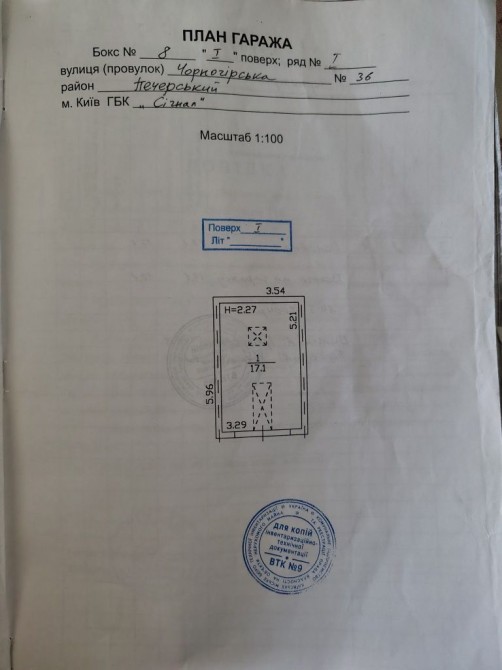 ПЛАН ГАРАЖА
Бокс № 8 "I" поверх; ряд № I
вулиця (провулок) Чорногірська № 36
район Печерський
м. Київ ГБК „Сігнал"
Масштаб 1:100
Поверх I
Літ " "
3.54
H=2.27
5.21
1
17.1
5.96
3.29
для копій
інвентаризаційно-
технічної
документації
ВТК №9